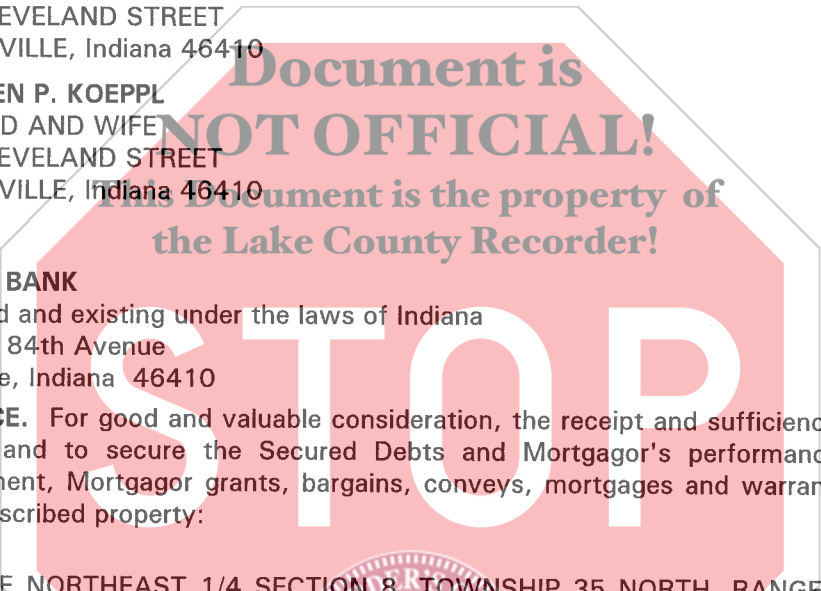 EVELAND STREET
VILLE, Indiana 46410
Document is
EN P. KOEPPL
D AND WIFE
NOT OFFICIAL!
EVELAND STREET
VILLE, Indiana 46410
This Document is the property of
the Lake County Recorder!
BANK
d and existing under the laws of Indiana
84th Avenue
e, Indiana 46410
STOP
CE. For good and valuable consideration, the receipt and sufficienc
and to secure the Secured Debts and Mortgagor's performanc
nent, Mortgagor grants, bargains, conveys, mortgages and warran
scribed property:
E NORTHEAST 1/4 SECTION 8, TOWNSHIP 35 NORTH, RANGE